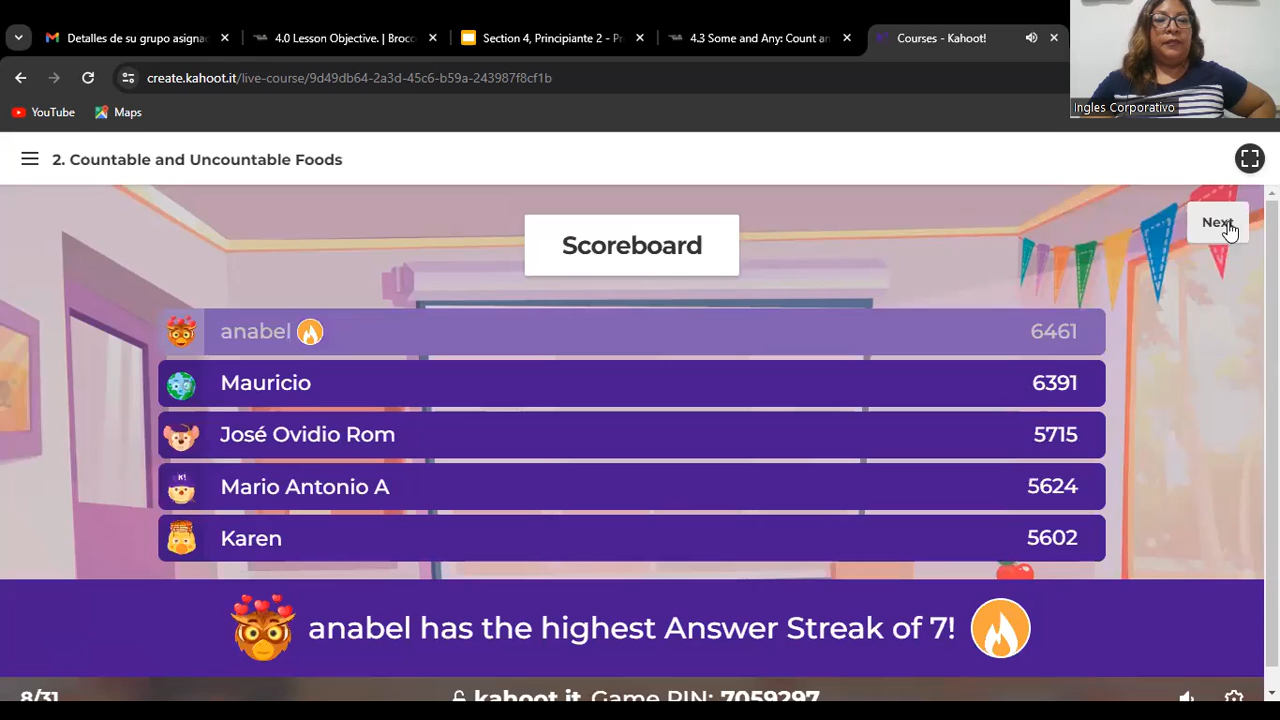 Detalles de su grupo asigna
4.0 Lesson Objective. | Brocc
Section 4, Principiante 2 - Pr
4.3 Some and Any: Count an
Courses - Kahoot!
create.kahoot.it/live-course/9d49db64-2a3d-45c6-b59a-243987f8cf1b
YouTube
Maps
Ingles Corporativo
2. Countable and Uncountable Foods
Next
Scoreboard
anabel 6461
Mauricio 6391
José Ovidio Rom 5715
K!
Mario Antonio A 5624
Karen 5602
anabel has the highest Answer Streak of 7!
8/31
kahoot.it Game PIN: 7059297